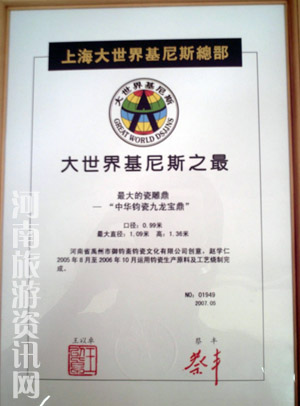 上海大世界基尼斯總部
大世界基尼斯
GREAT WORLD DSJJNS
大世界基尼斯之最
最大的瓷雕鼎
—“中华钧瓷九龙宝鼎”
口径：0.99米
最大直径：1.09米 高：1.36米
河南省禹州市御钧斋钧瓷文化有限公司创意，赵学仁
2005年8月至2006年10月运用钧瓷生产原料及工艺烧制完
成。
NO：01949
2007.05
蔡丰
蔡丰
河南旅游资讯网